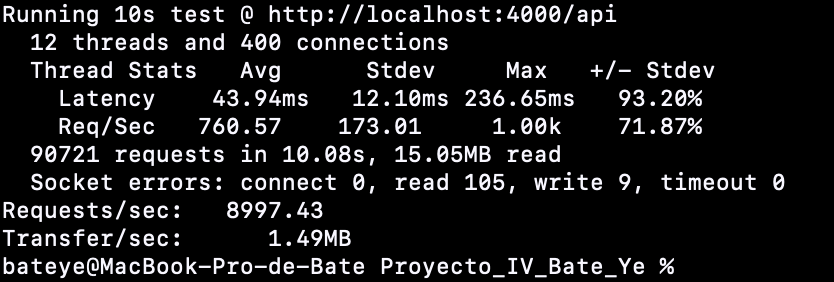 Running 10s test @ http://localhost:4000/api
  12 threads and 400 connections
  Thread Stats   Avg      Stdev     Max   +/- Stdev
    Latency    43.94ms   12.10ms 236.65ms   93.20%
    Req/Sec   760.57    173.01     1.00k    71.87%
  90721 requests in 10.08s, 15.05MB read
  Socket errors: connect 0, read 105, write 9, timeout 0
Requests/sec:   8997.43
Transfer/sec:      1.49MB
bateye@MacBook-Pro-de-Bate Proyecto_IV_Bate_Ye %